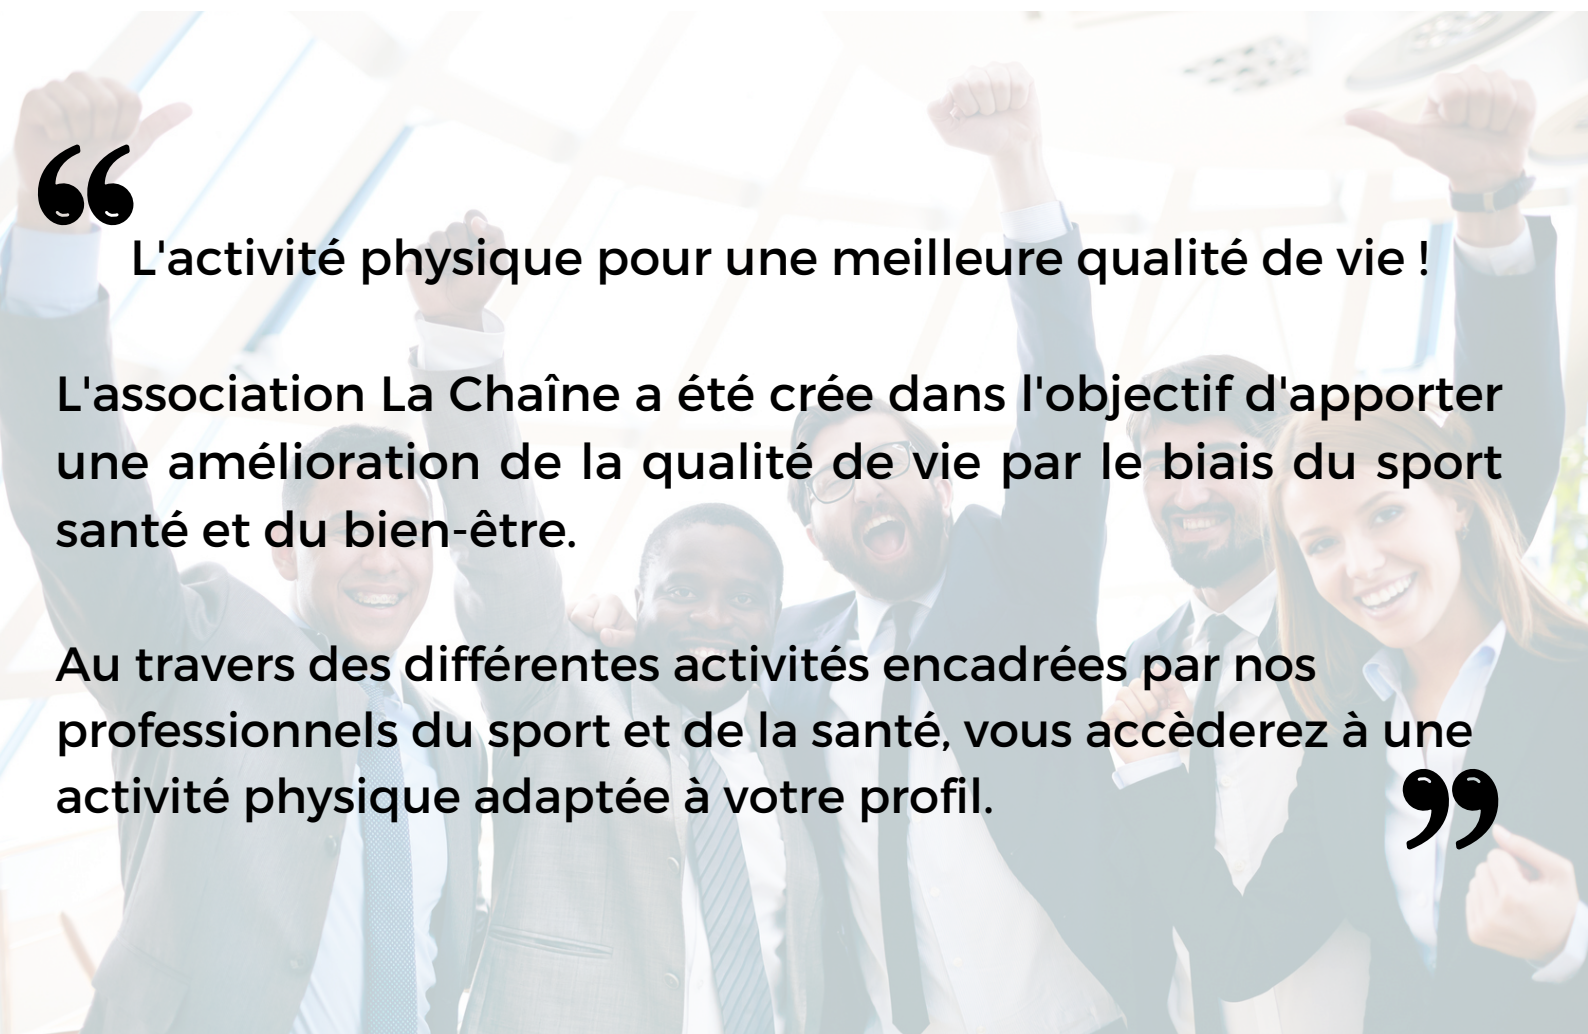 “
L'activité physique pour une meilleure qualité de vie !
L'association La Chaîne a été crée dans l'objectif d'apporter
une amélioration de la qualité de vie par le biais du sport
santé et du bien-être.
Au travers des différentes activités encadrées par nos
professionnels du sport et de la santé, vous accèderez à une
activité physique adaptée à votre profil.
”